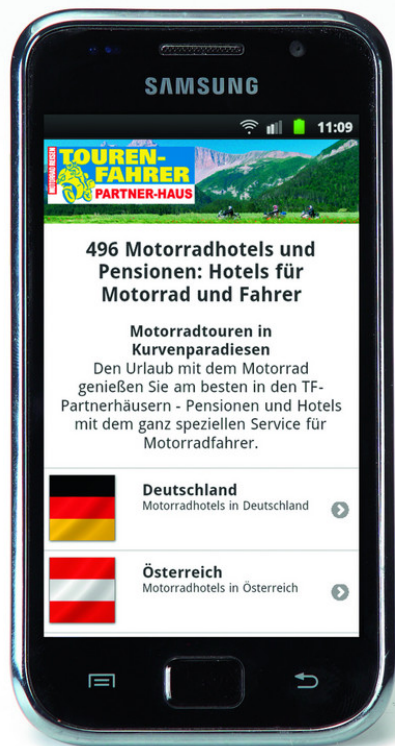 SAMSUNG
11:09
MOTORRAD-REISEN
TOUREN-
FAHRER
PARTNER-HAUS
496 Motorradhotels und
Pensionen: Hotels für
Motorrad und Fahrer
Motorradtouren in
Kurvenparadiesen
Den Urlaub mit dem Motorrad
genießen Sie am besten in den TF-
Partnerhäusern - Pensionen und Hotels
mit dem ganz speziellen Service für
Motorradfahrer.
Deutschland
Motorradhotels in Deutschland
Österreich
Motorradhotels in Österreich